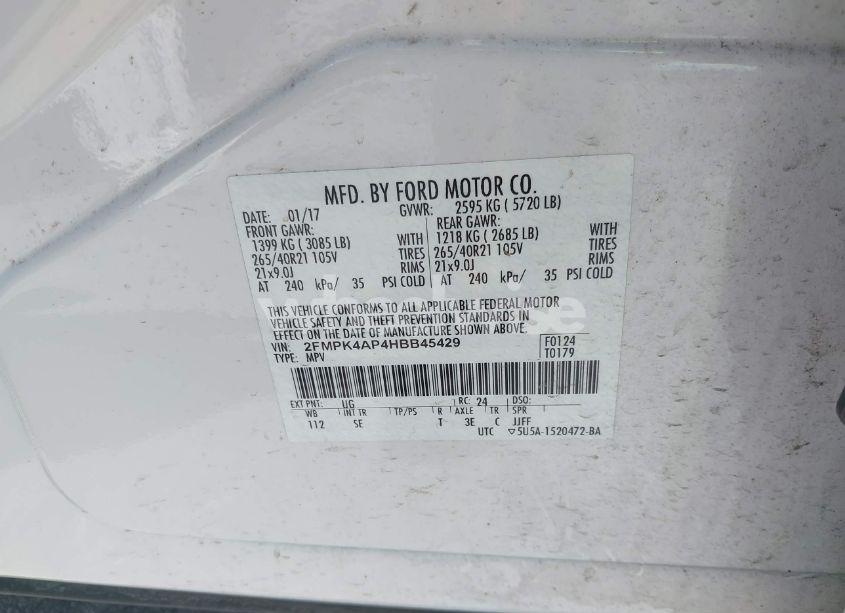 MFD. BY FORD MOTOR CO.
DATE: 01/17 GVWR: 2595 KG ( 5720 LB)
FRONT GAWR: REAR GAWR:
1399 KG ( 3085 LB) WITH 1218 KG ( 2685 LB) WITH
265/40R21 105V TIRES 265/40R21 105V TIRES
21x9.0J RIMS 21x9.0J RIMS
AT 240 kPa/ 35 PSI COLD AT 240 kPa/ 35 PSI COLD
THIS VEHICLE CONFORMS TO ALL APPLICABLE FEDERAL MOTOR
VEHICLE SAFETY AND THEFT PREVENTION STANDARDS IN
EFFECT ON THE DATE OF MANUFACTURE SHOWN ABOVE.
VIN: 2FMPK4AP4HBB45429 F0124
TYPE: MPV T0179
EXT PNT: UG RC: 24 DSO:
WB INT TR TP/PS R AXLE TR SPR
112 SE T 3E C JJFF
UTC 5U5A-1520472-BA